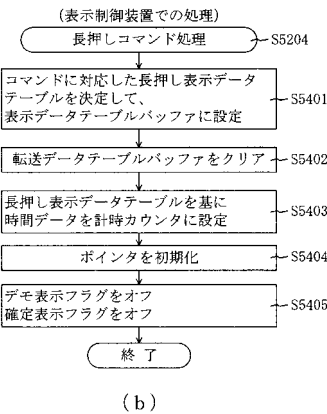 (表示制御装置での処理)
長押しコマンド処理
S5204
コマンドに対応した長押し表示データ
テーブルを決定して、
表示データテーブルバッファに設定
S5401
転送データテーブルバッファをクリア
S5402
長押し表示データテーブルを基に
時間データを計時カウンタに設定
S5403
ポインタを初期化
S5404
デモ表示フラグをオフ
確定表示フラグをオフ
S5405
終了
(b)